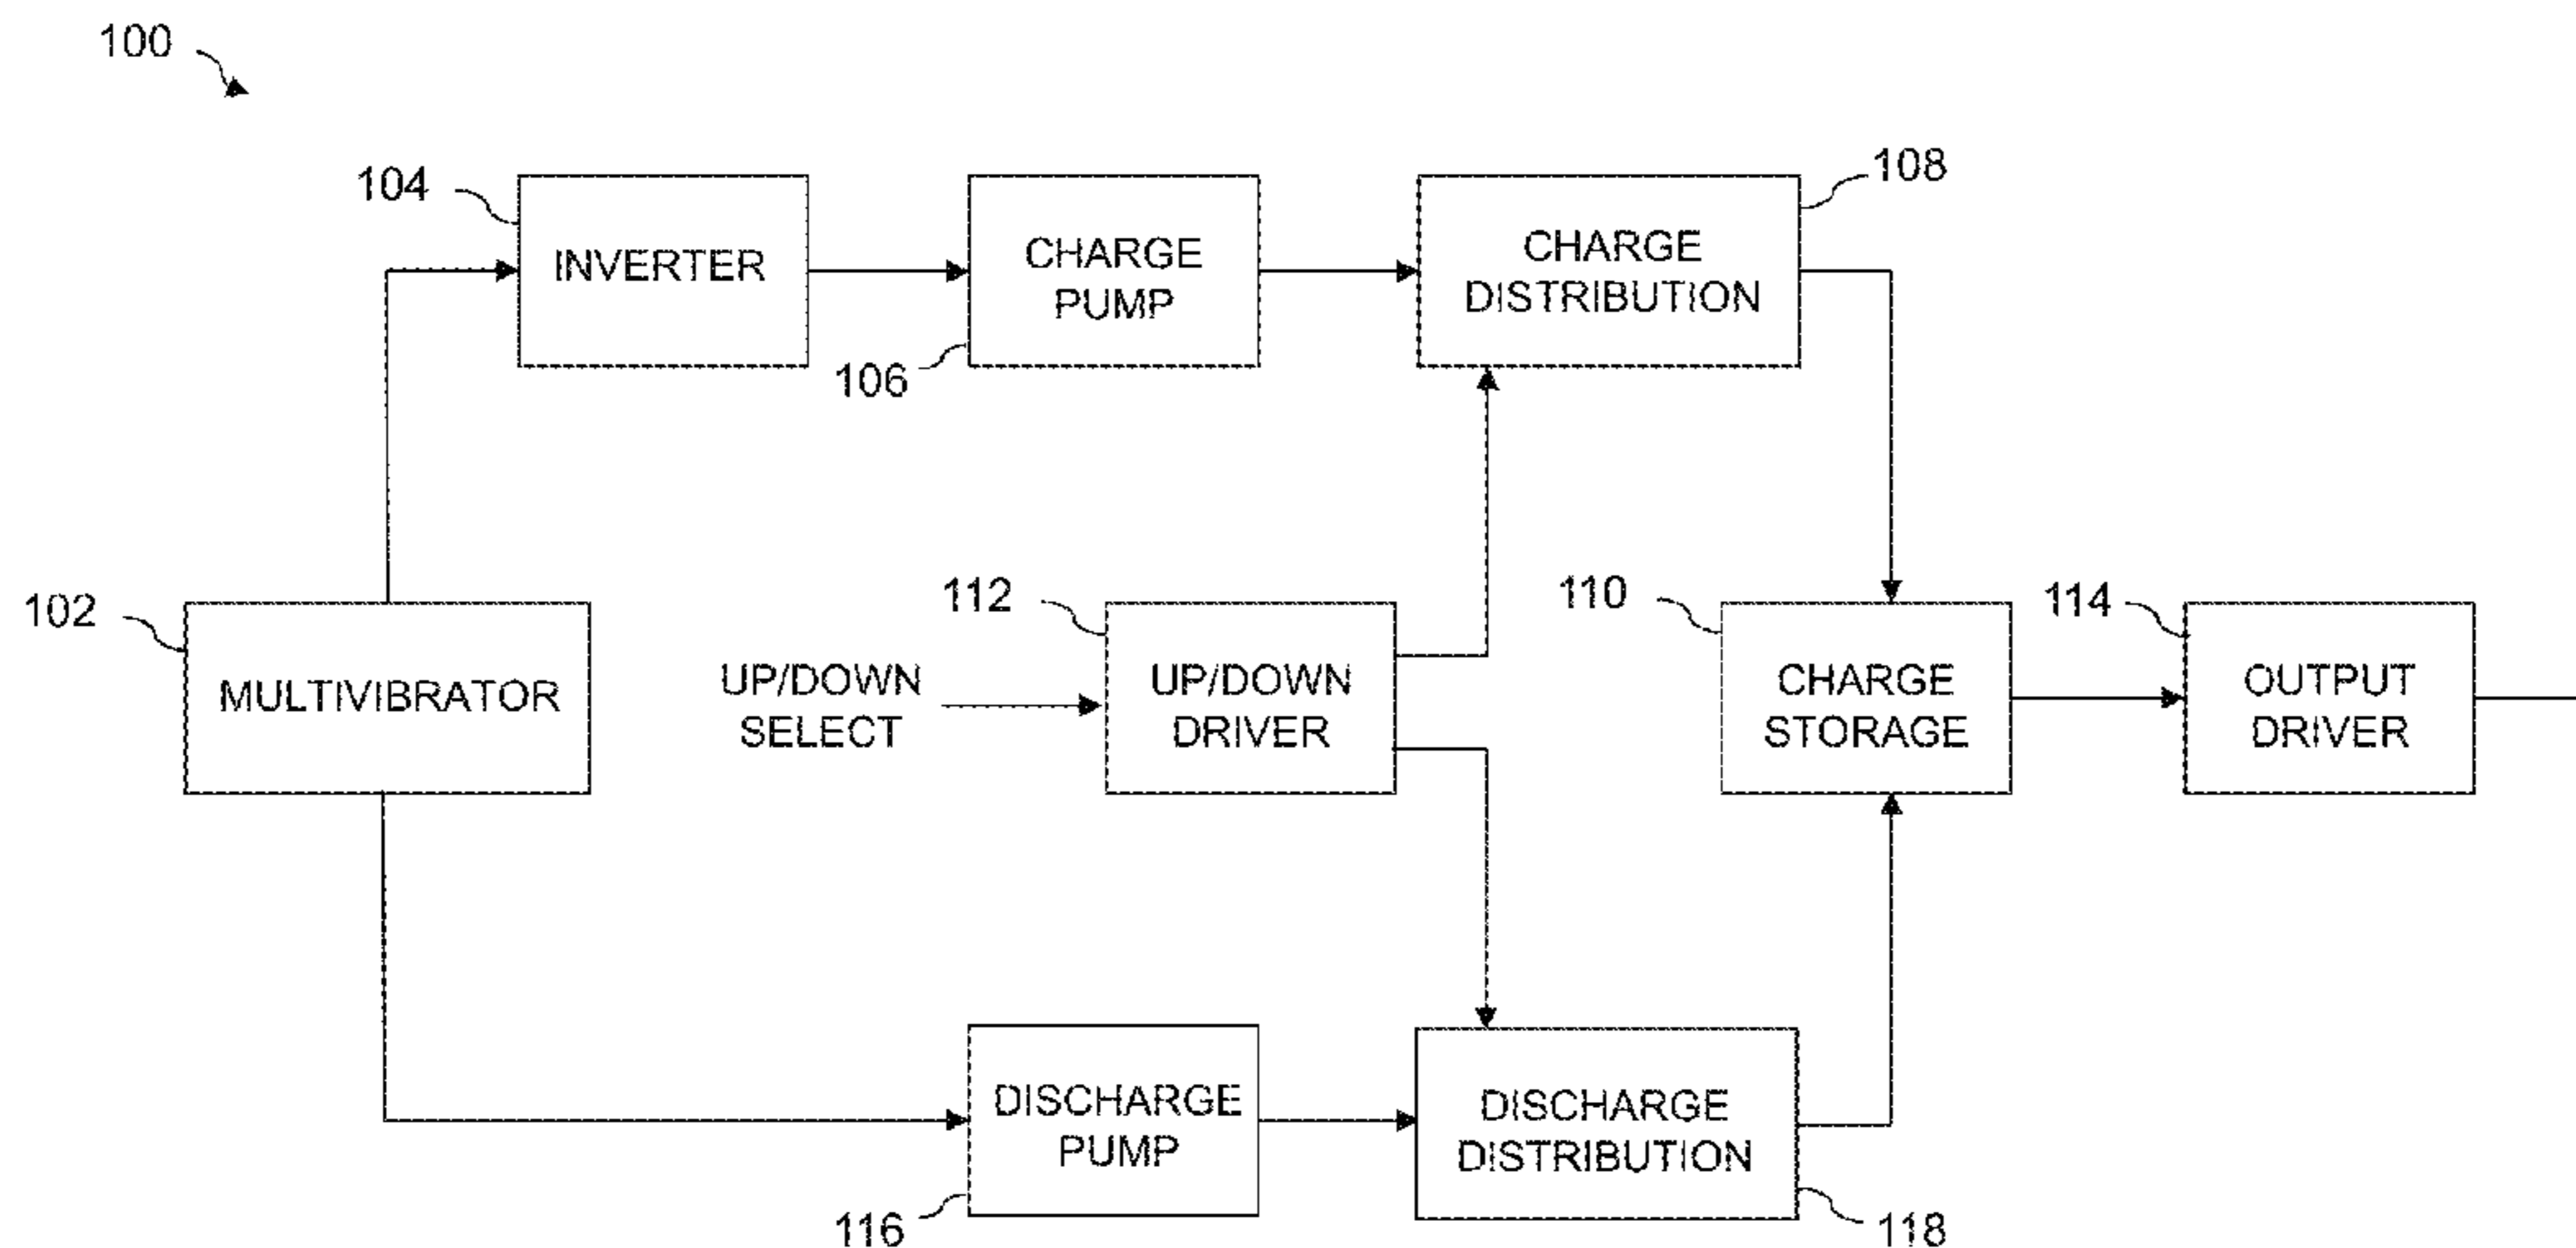 100
104
INVERTER
CHARGE
PUMP
106
CHARGE
DISTRIBUTION
108
102
MULTIVIBRATOR
UP/DOWN
SELECT
112
UP/DOWN
DRIVER
110
CHARGE
STORAGE
114
OUTPUT
DRIVER
DISCHARGE
PUMP
116
DISCHARGE
DISTRIBUTION
118